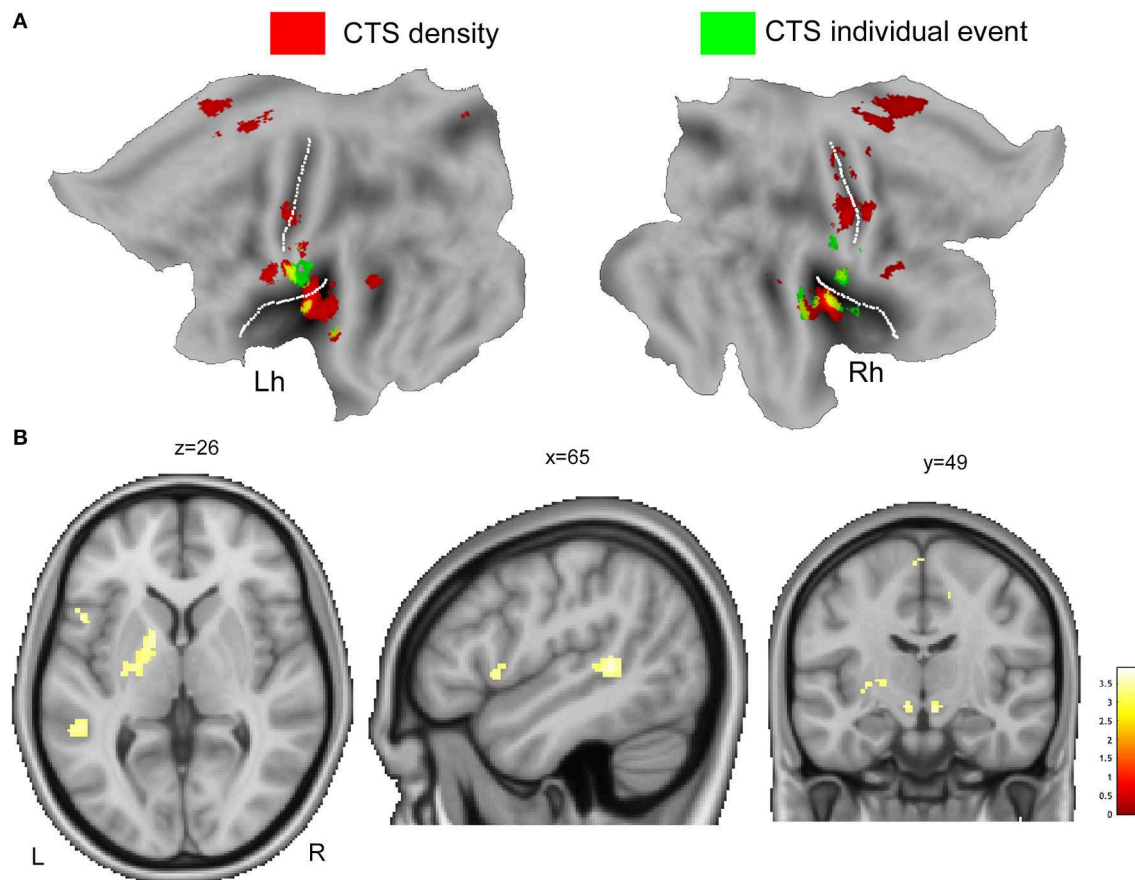 A
CTS density
CTS individual event
Lh
Rh
B
z=26
x=65
y=49
L
R
3.5
3
2.5
2
1.5
1
0.5
0